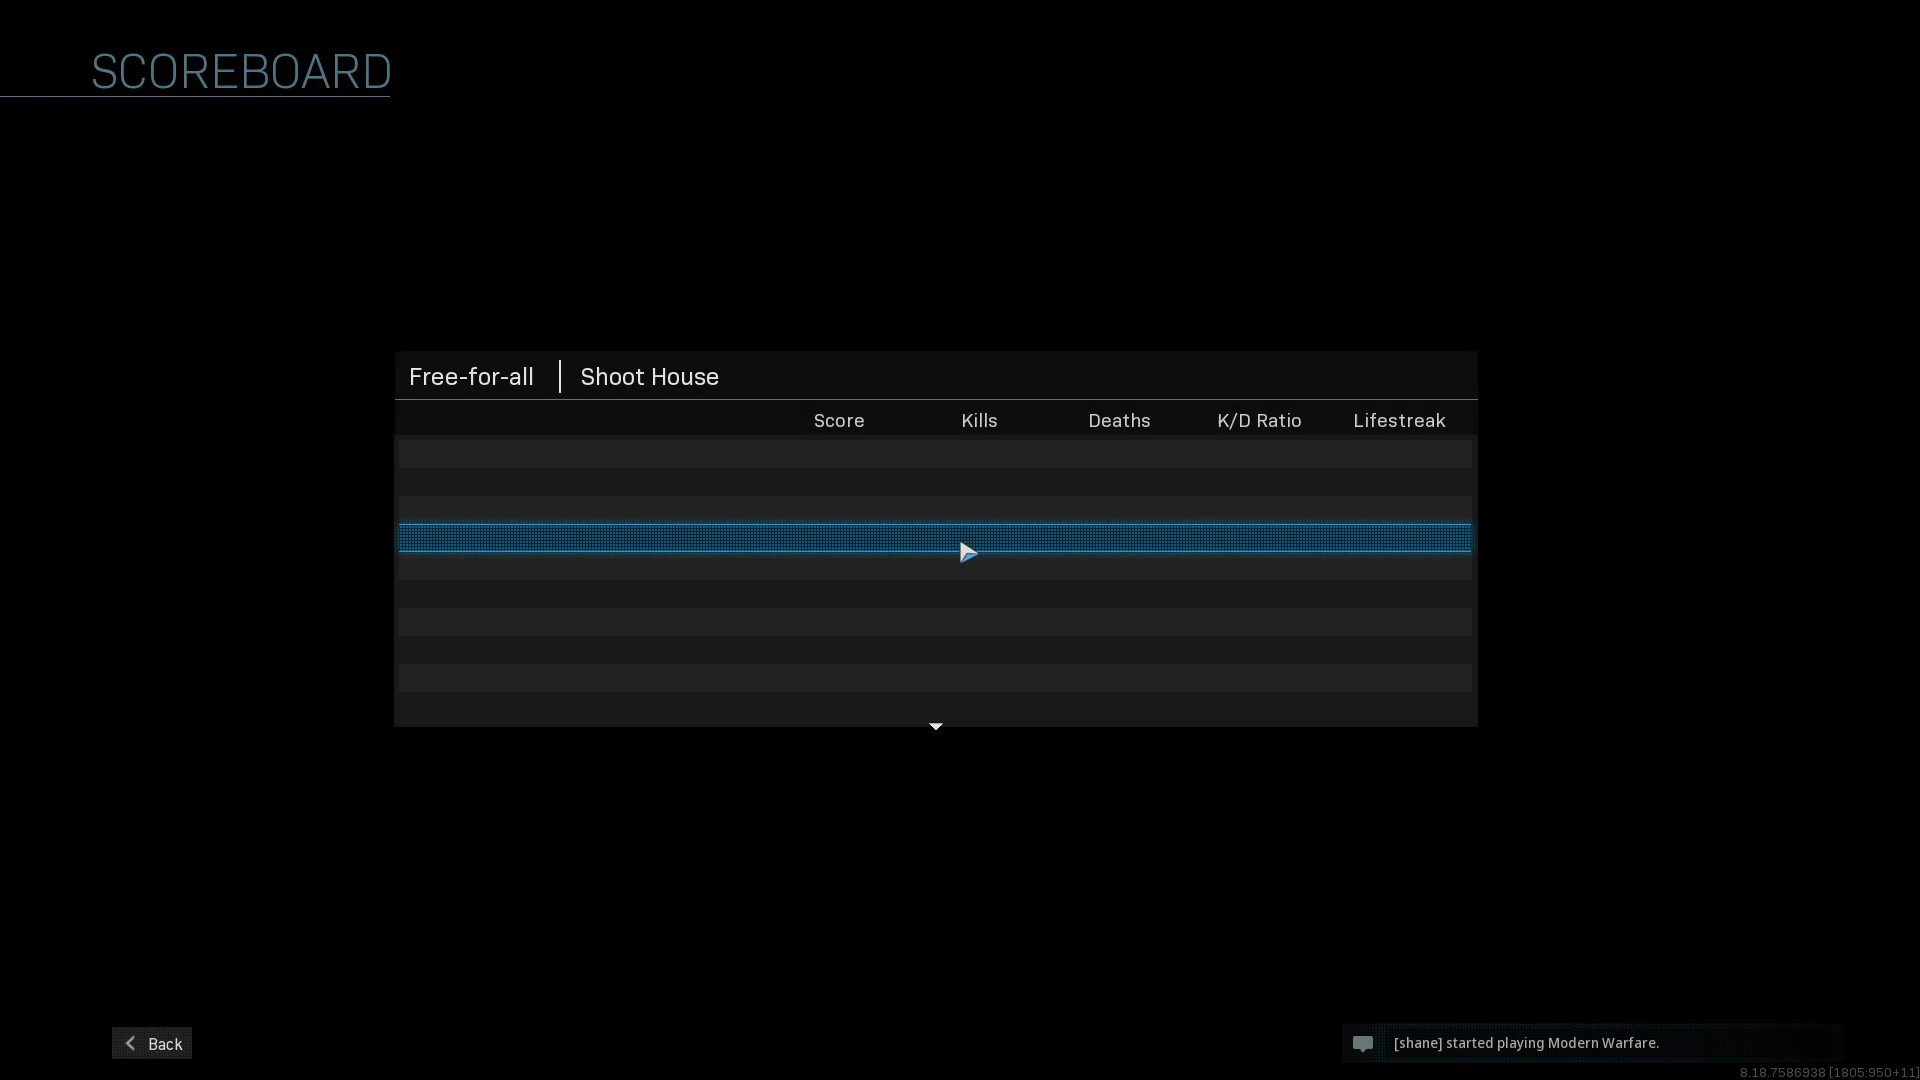 SCOREBOARD
Free-for-all | Shoot House
Score Kills Deaths K/D Ratio Lifestreak
Back
[shane] started playing Modern Warfare.
8.18.7586938 [1805:950+11]